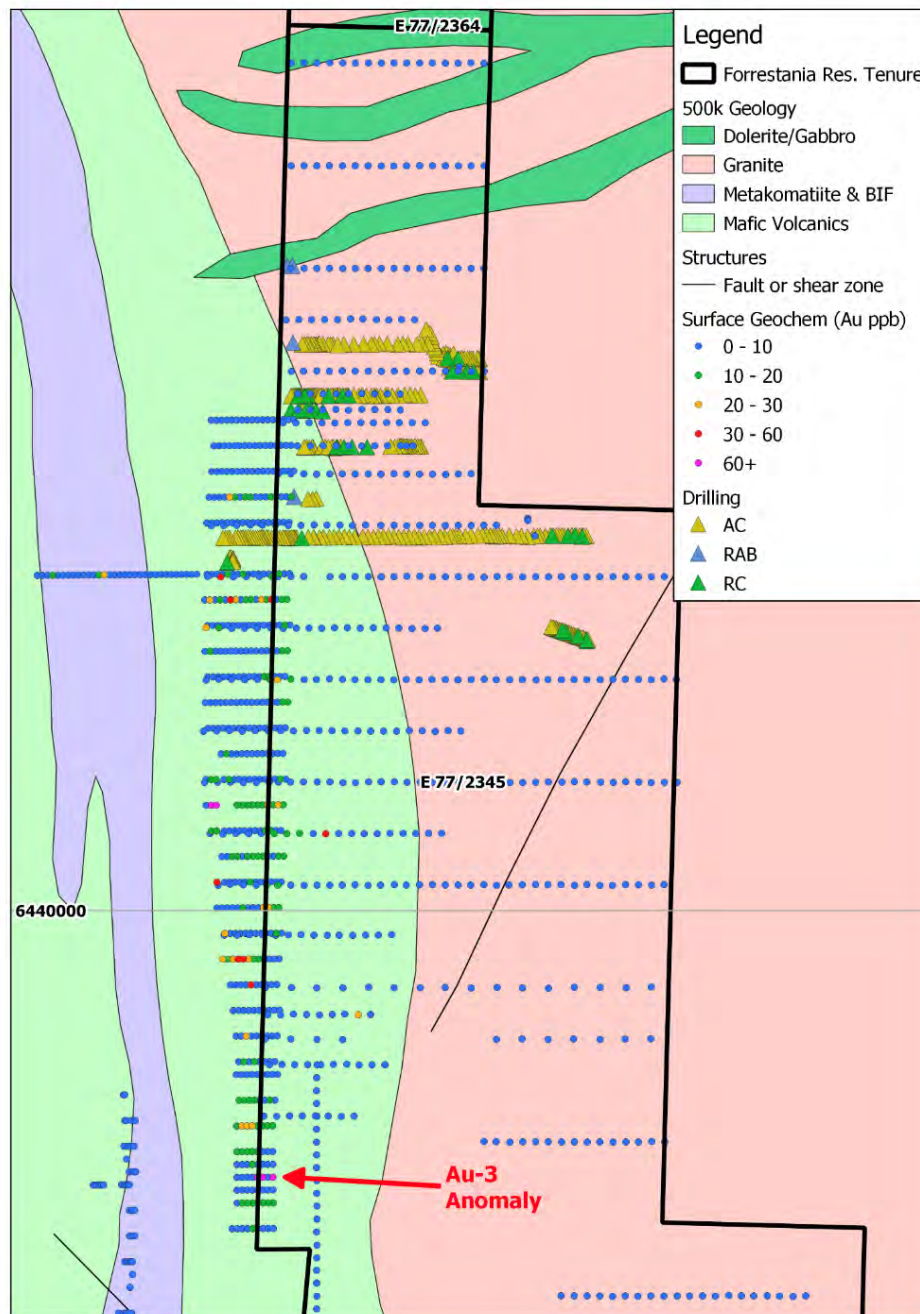 E 77/2364
Legend
Forrestania Res. Tenure
500k Geology
Dolerite/Gabbro
Granite
Metakomatiite & BIF
Mafic Volcanics
Structures
Fault or shear zone
Surface Geochem (Au ppb)
0 - 10
10 - 20
20 - 30
30 - 60
60+
Drilling
AC
RAB
RC
E 77/2345
6440000
Au-3
Anomaly